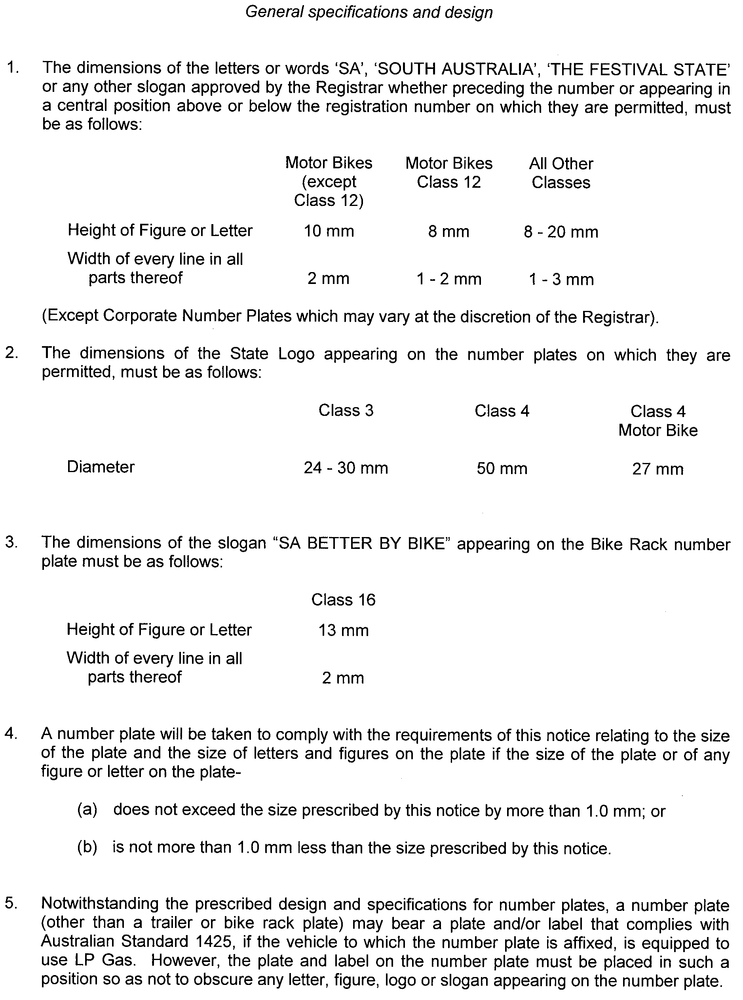 General specifications and design
1. The dimensions of the letters or words ‘SA’, ‘SOUTH AUSTRALIA’, ‘THE FESTIVAL STATE’
or any other slogan approved by the Registrar whether preceding the number or appearing in
a central position above or below the registration number on which they are permitted, must
be as follows:
Motor Bikes Motor Bikes All Other
(except Class 12 Classes
Class 12)
Height of Figure or Letter 10 mm 8 mm 8 - 20 mm
Width of every line in all
parts thereof 2 mm 1 - 2 mm 1 - 3 mm
(Except Corporate Number Plates which may vary at the discretion of the Registrar).
2. The dimensions of the State Logo appearing on the number plates on which they are
permitted, must be as follows:
Class 3 Class 4 Class 4
Motor Bike
Diameter 24 - 30 mm 50 mm 27 mm
3. The dimensions of the slogan “SA BETTER BY BIKE” appearing on the Bike Rack number
plate must be as follows:
Class 16
Height of Figure or Letter 13 mm
Width of every line in all
parts thereof 2 mm
4. A number plate will be taken to comply with the requirements of this notice relating to the size
of the plate and the size of letters and figures on the plate if the size of the plate or of any
figure or letter on the plate-
(a) does not exceed the size prescribed by this notice by more than 1.0 mm; or
(b) is not more than 1.0 mm less than the size prescribed by this notice.
5. Notwithstanding the prescribed design and specifications for number plates, a number plate
(other than a trailer or bike rack plate) may bear a plate and/or label that complies with
Australian Standard 1425, if the vehicle to which the number plate is affixed, is equipped to
use LP Gas. However, the plate and label on the number plate must be placed in such a
position so as not to obscure any letter, figure, logo or slogan appearing on the number plate.